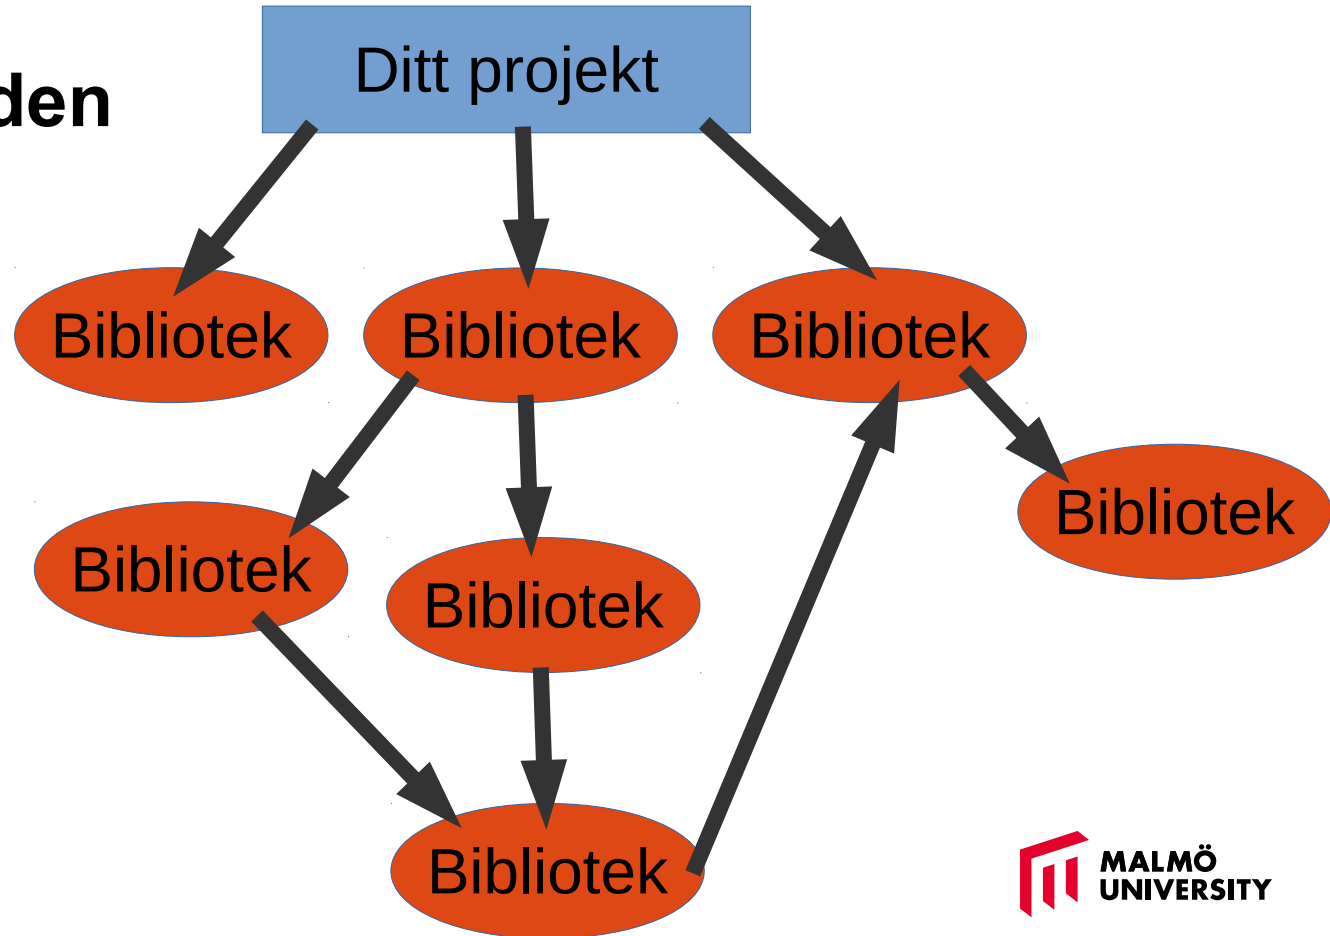 den
Ditt projekt
Bibliotek
Bibliotek
Bibliotek
Bibliotek
Bibliotek
Bibliotek
Bibliotek
MALMÖ
UNIVERSITY